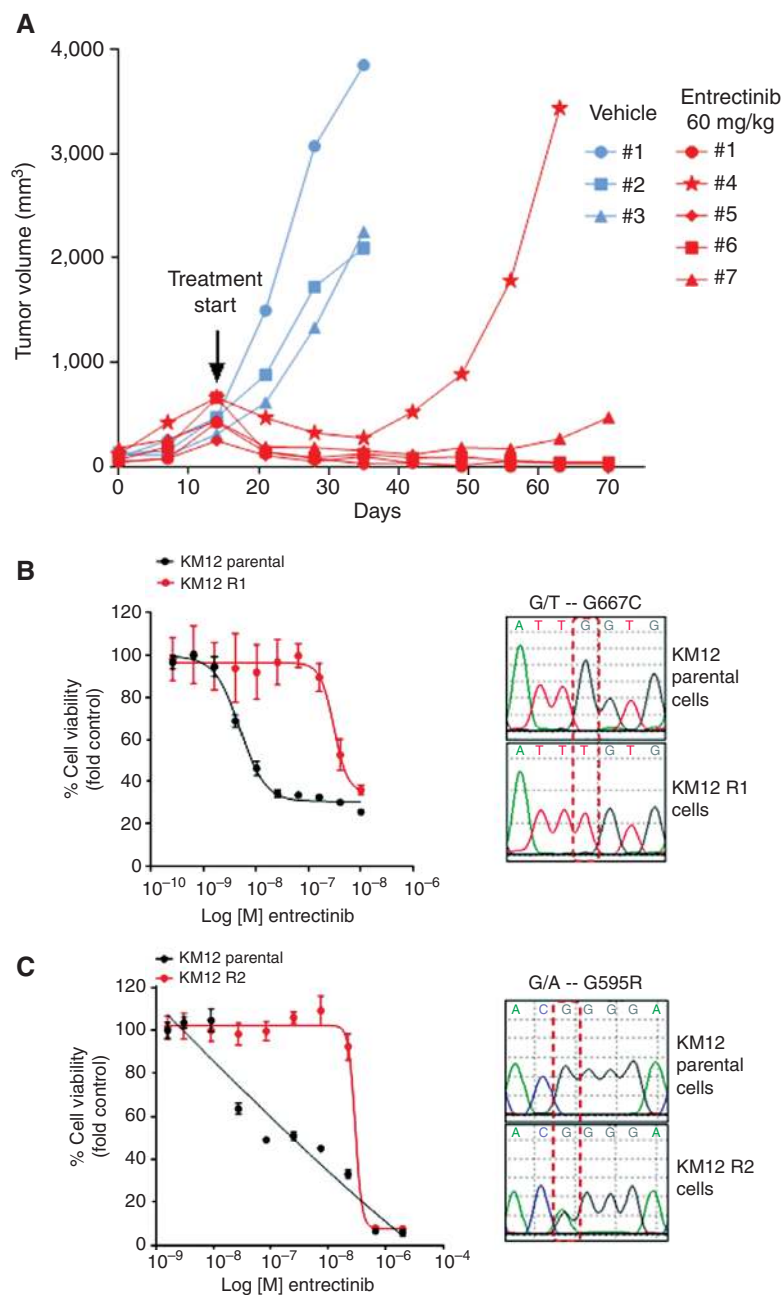 A
4,000
3,000
2,000
1,000
0
Tumor volume (mm³)
Treatment
start
Vehicle
#1
#2
#3
Entrectinib
60 mg/kg
#1
#4
#5
#6
#7
0 10 20 30 40 50 60 70
Days
B
KM12 parental
KM12 R1
120
100
80
60
40
20
0
% Cell viability
(fold control)
10⁻¹⁰ 10⁻⁹ 10⁻⁸ 10⁻⁷ 10⁻⁸ 10⁻⁶
Log [M] entrectinib
G/T -- G667C
A T T G G T G
KM12
parental
cells
A T T T G T G
KM12 R1
cells
C
KM12 parental
KM12 R2
120
100
80
60
40
20
0
% Cell viability
(fold control)
10⁻⁹ 10⁻⁸ 10⁻⁷ 10⁻⁸ 10⁻⁶ 10⁻⁴
Log [M] entrectinib
G/A -- G595R
A C G G G G A
KM12
parental
cells
A C G G G G A
KM12 R2
cells